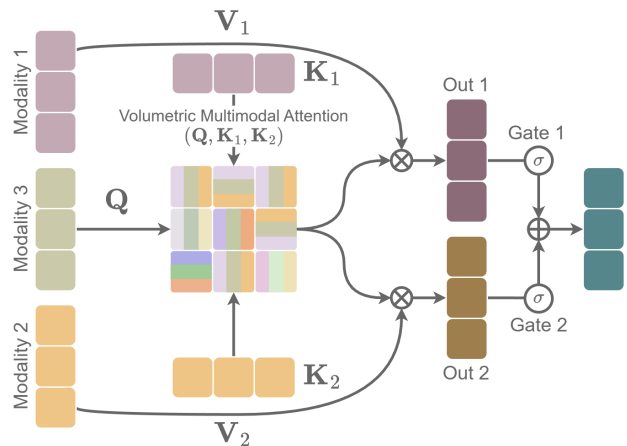 V₁
Modality 1
K₁
Volumetric Multimodal Attention
(Q, K₁, K₂)
Out 1
Gate 1
σ
Modality 3
Q
Modality 2
K₂
V₂
σ
Gate 2
Out 2